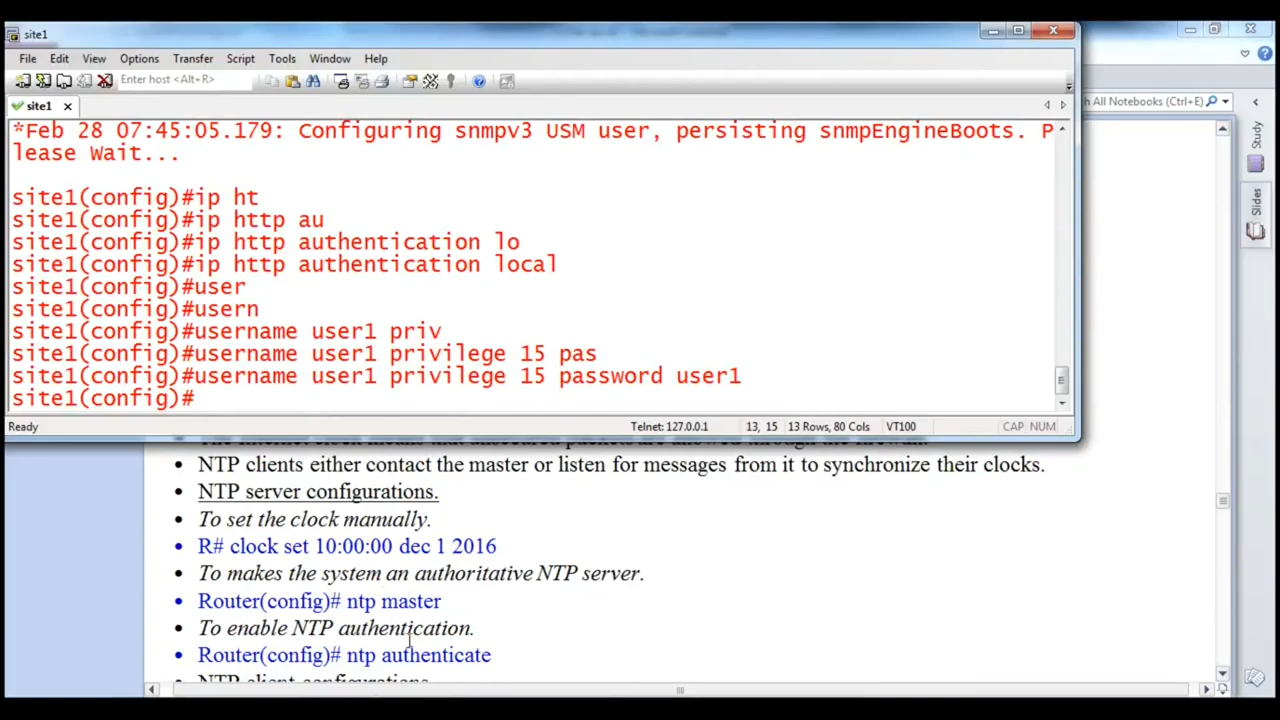 site1
File Edit View Options Transfer Script Tools Window Help
Enter host <Alt+R>
ch All Notebooks (Ctrl+E)
site1
*Feb 28 07:45:05.179: Configuring snmpv3 USM user, persisting snmpEngineBoots. P
lease Wait...
site1(config)#ip ht
site1(config)#ip http au
site1(config)#ip http authentication lo
site1(config)#ip http authentication local
site1(config)#user
site1(config)#usern
site1(config)#username user1 priv
site1(config)#username user1 privilege 15 pas
site1(config)#username user1 privilege 15 password user1
site1(config)#
Ready Telnet: 127.0.0.1 13, 15 13 Rows, 80 Cols VT100 CAP NUM
Study
Slides
• NTP clients either contact the master or listen for messages from it to synchronize their clocks.
• NTP server configurations.
• To set the clock manually.
• R# clock set 10:00:00 dec 1 2016
• To makes the system an authoritative NTP server.
• Router(config)# ntp master
• To enable NTP authentication.
• Router(config)# ntp authenticate
NTP client configurations